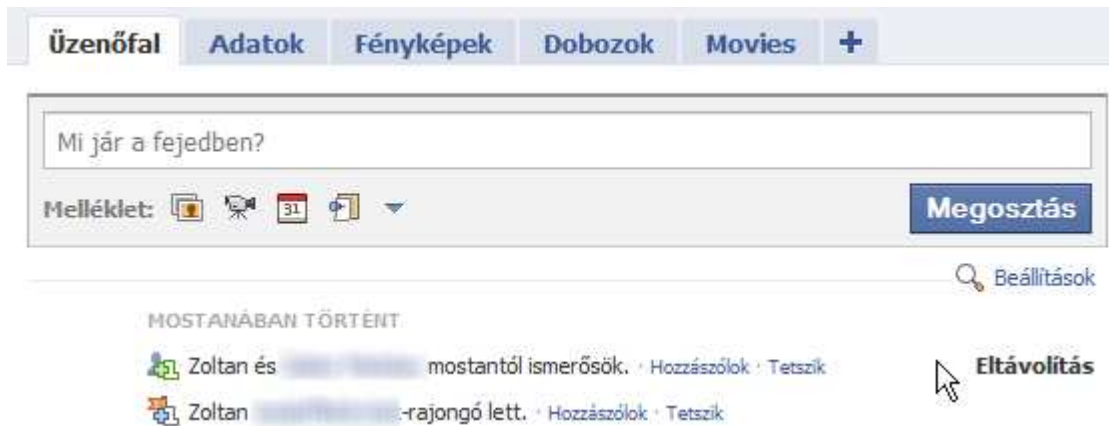 Üzenőfal Adatok Fényképek Dobozok Movies +
Mi jár a fejedben?
Melléklet: 31 Megosztás
Beállítások
MOSTANÁBAN TÖRTÉNT
Zoltan és mostantól ismerősök. · Hozzászólok · Tetszik Eltávolítás
Zoltan -rajongó lett. · Hozzászólok · Tetszik